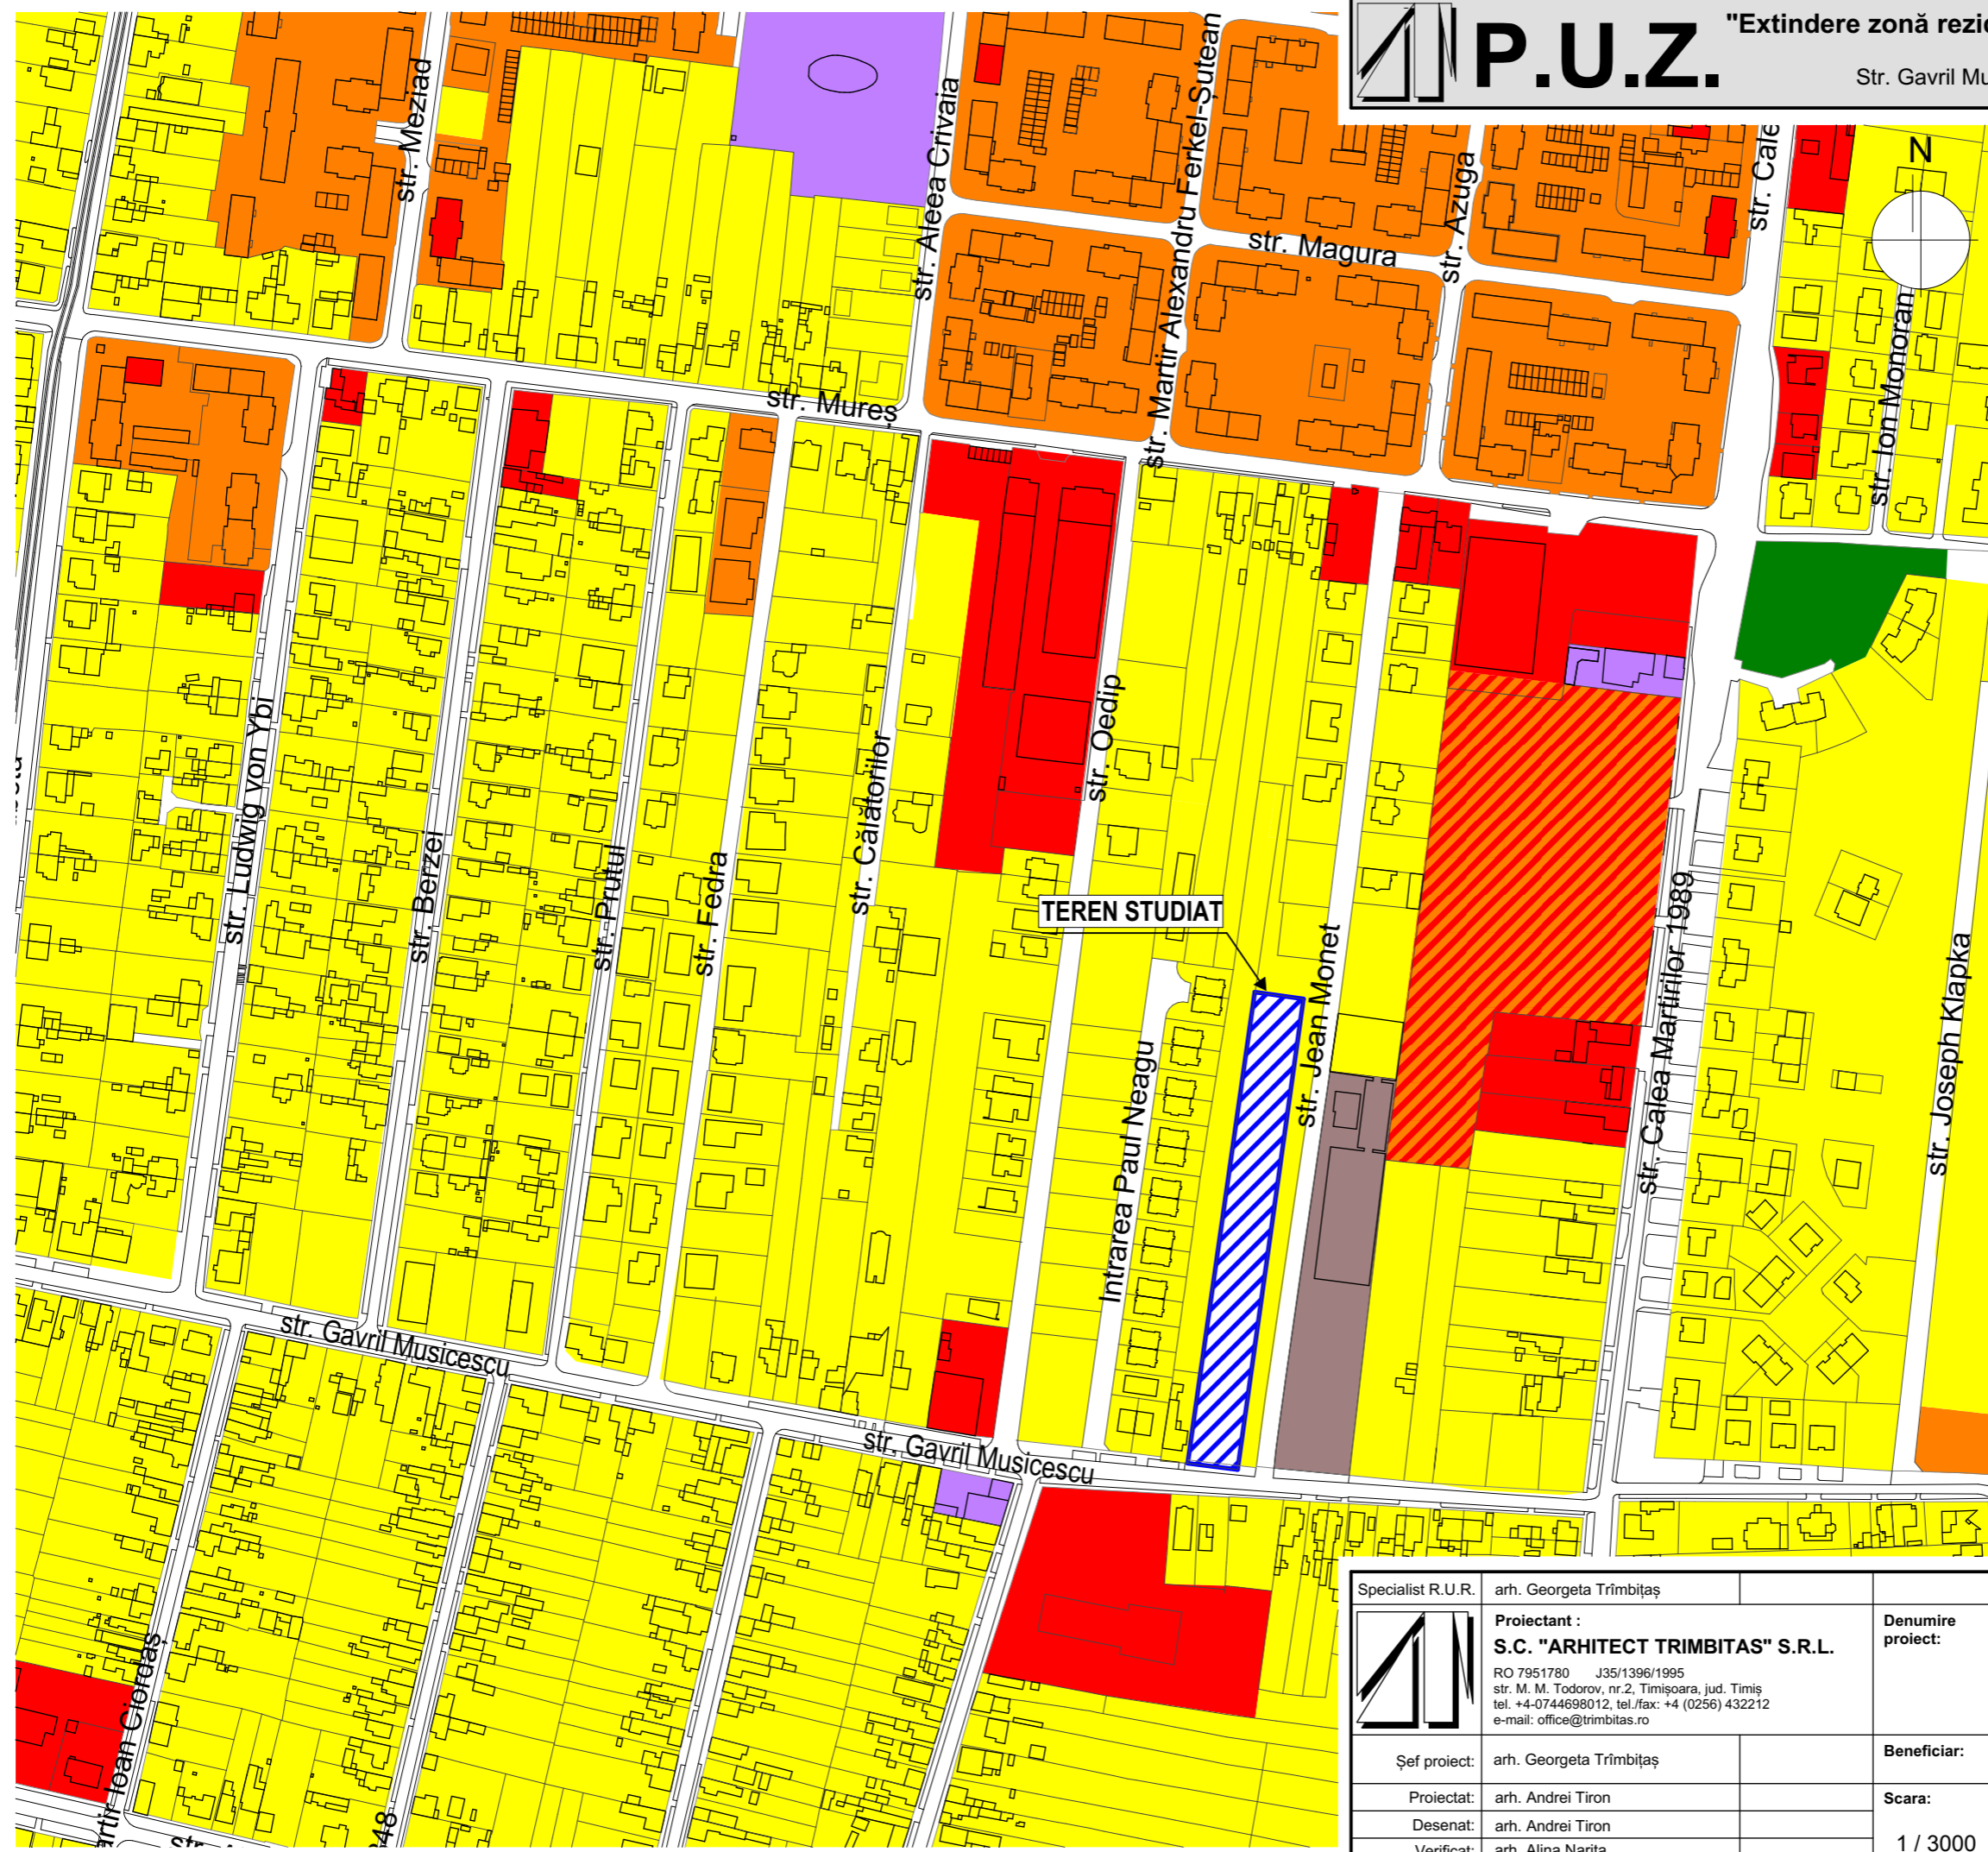 P.U.Z.
"Extindere zonă
Str. Gavril
N
str. Meziad
str. Aleea Crivaia
str. Martir Alexandru Ferkel-Șutean
str. Azuga
str.
str. Magura
str. Ion Monoran
str. Mureș
str. Ludwig von Ybl
str. Berzei
str. Prutul
str. Fedra
str. Călătorilor
str. Oedip
TEREN STUDIAT
str. Jean Monet
Intrarea Paul Neagu
str. Calea Martirilor 1989
str. Joseph Klapka
str. Gavril Musicescu
str. Gavril Musicescu
Ioan Ciordaș
str.
Specialist R.U.R.
arh. Georgeta Trîmbițaș
Proiectant :
S.C. "ARHITECT TRIMBITAS" S.R.L.
RO 7951780 J35/1396/1995
str. M. M. Todorov, nr.2, Timișoara, jud. Timiș
tel. +4-0744698012, tel./fax: +4 (0256) 432212
e-mail: office@trimbitas.ro
Denumire
proiect:
Șef proiect:
arh. Georgeta Trîmbițaș
Beneficiar:
Proiectat:
arh. Andrei Tiron
Scara:
Desenat:
arh. Andrei Tiron
1 / 3000
Verificat:
arh. Alina Narita